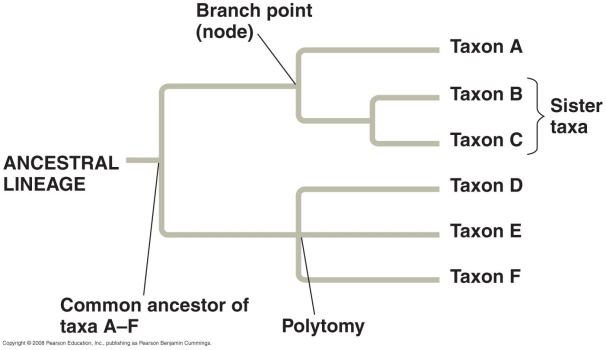 Branch point
(node)
Taxon A
Taxon B
Sister
taxa
Taxon C
ANCESTRAL
LINEAGE
Taxon D
Taxon E
Taxon F
Common ancestor of
taxa A–F
Polytomy
Copyright © 2008 Pearson Education, Inc., publishing as Pearson Benjamin Cummings.